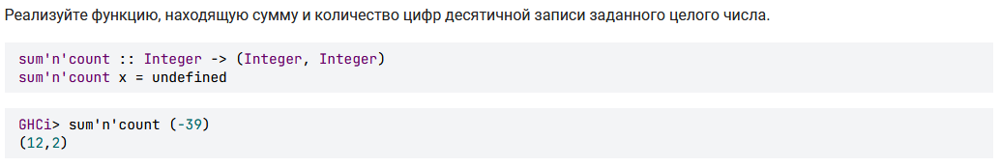 Реализуйте функцию, находящую сумму и количество цифр десятичной записи заданного целого числа.
sum'n'count :: Integer -> (Integer, Integer)
sum'n'count x = undefined
GHCi> sum'n'count (-39)
(12,2)